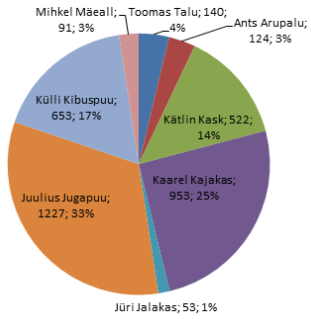 Mihkel Mäeall;
91; 3%
Toomas Talu; 140;
4%
Ants Arupalu;
124; 3%
Kätlin Kask; 522;
14%
Kaarel Kajakas;
953; 25%
Jüri Jalakas; 53; 1%
Juulius Jugapuu;
1227; 33%
Külli Kibuspuu;
653; 17%